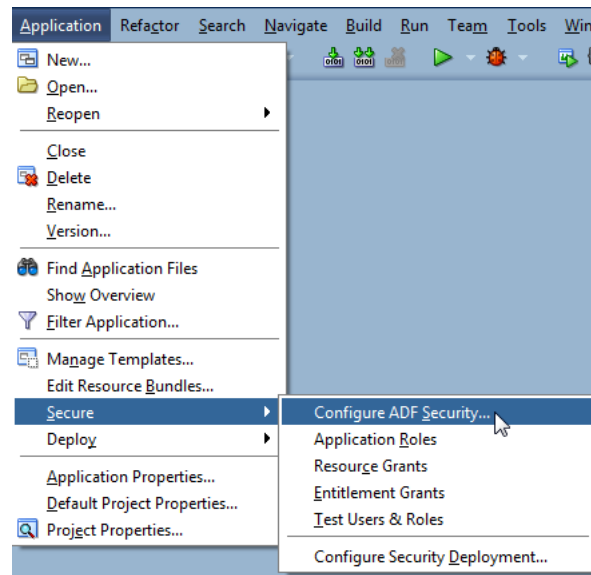 Application Refactor Search Navigate Build Run Team Tools Win
New...
Open...
Reopen
Close
Delete
Rename...
Version...
Find Application Files
Show Overview
Filter Application...
Manage Templates...
Edit Resource Bundles...
Secure
Deploy
Application Properties...
Default Project Properties...
Project Properties...
Configure ADF Security...
Application Roles
Resource Grants
Entitlement Grants
Test Users & Roles
Configure Security Deployment...